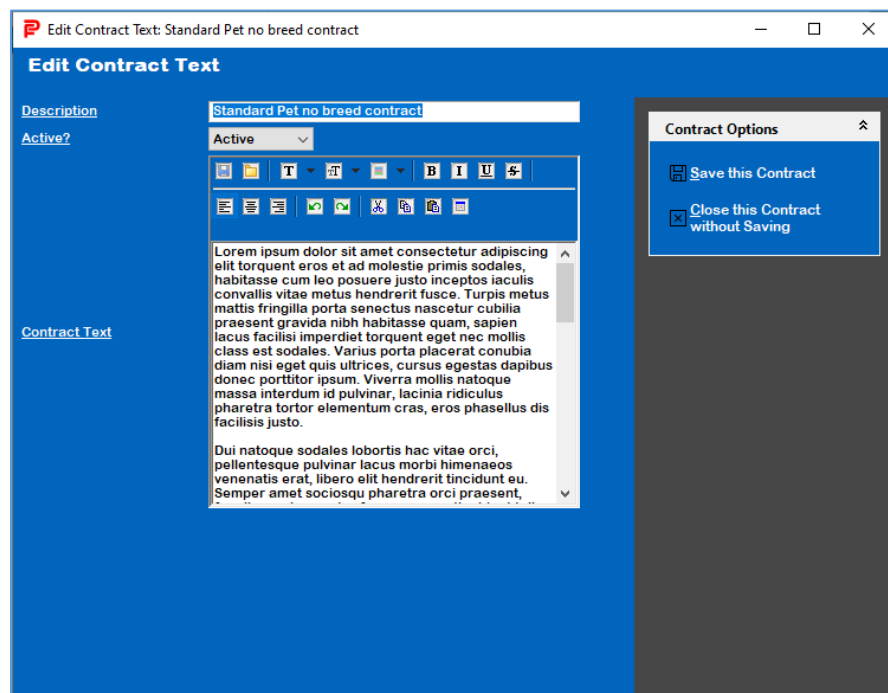 Edit Contract Text: Standard Pet no breed contract
Edit Contract Text
Description
Standard Pet no breed contract
Active?
Active
T T B I U S
Contract Text
Lorem ipsum dolor sit amet consectetur adipiscing
elit torquent eros et ad molestie primis sodales,
habitasse cum leo posuere justo inceptos iaculis
convallis vitae metus hendrerit fusce. Turpis metus
mattis fringilla porta senectus nascetur cubilia
praesent gravida nibh habitasse quam, sapien
lacus facilisi imperdiet torquent eget nec mollis
class est sodales. Varius porta placerat conubia
diam nisi eget quis ultrices, cursus egestas dapibus
donec porttitor ipsum. Viverra mollis natoque
massa interdum id pulvinar, lacinia ridiculus
pharetra tortor elementum cras, eros phasellus dis
facilisis justo.
Dui natoque sodales lobortis hac vitae orci,
pellentesque pulvinar lacus morbi himenaeos
venenatis erat, libero elit hendrerit tincidunt eu.
Semper amet sociosqu pharetra orci praesent,
Contract Options
Save this Contract
Close this Contract
without Saving